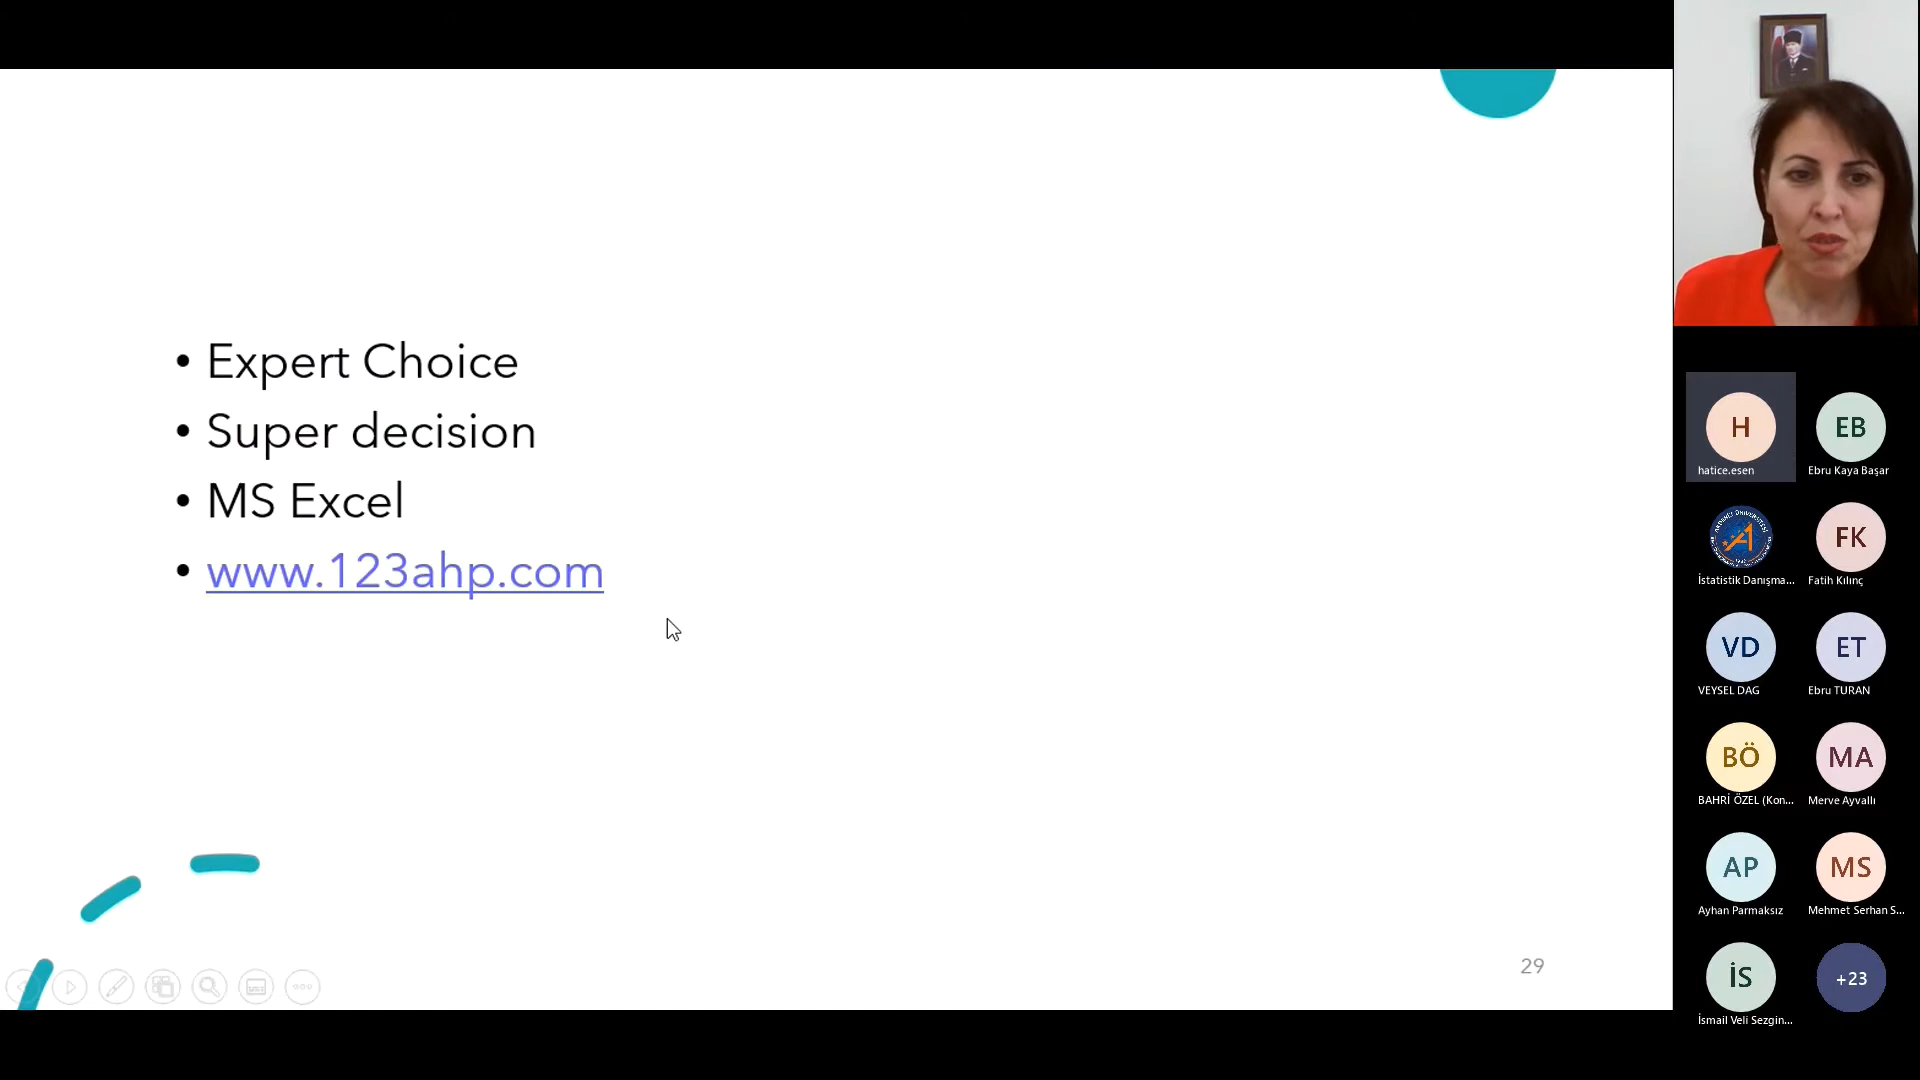 • Expert Choice
• Super decision
• MS Excel
• www.123ahp.com
29
H
hatice.esen
EB
Ebru Kaya Başar
A
İstatistik Danışma...
FK
Fatih Kılınç
VD
VEYSEL DAG
ET
Ebru TURAN
BÖ
BAHRİ ÖZEL (Kon...
MA
Merve Ayvallı
AP
Ayhan Parmaksız
MS
Mehmet Serhan S...
İS
İsmail Veli Sezgin...
+23